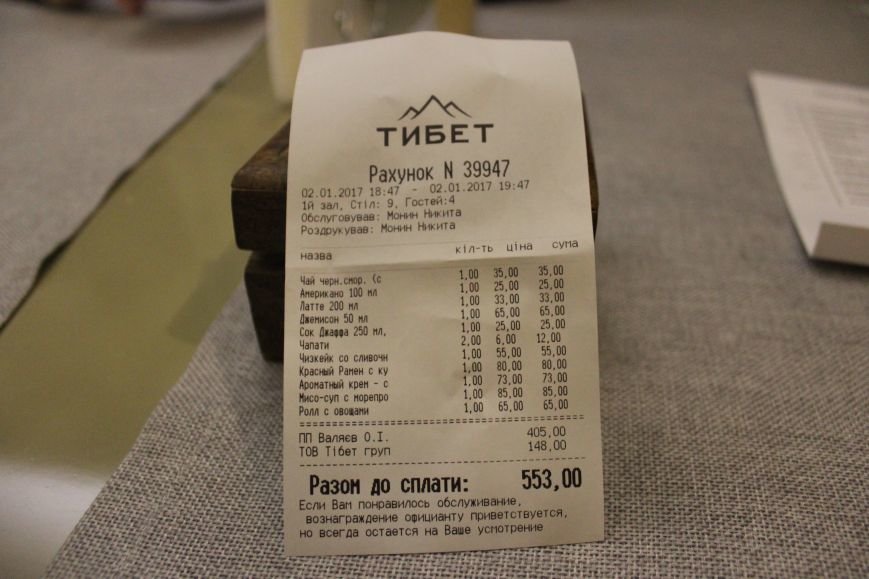 ТИБЕТ
Рахунок N 39947
02.01.2017 18:47 - 02.01.2017 19:47
1й зал, Стіл: 9, Гостей:4
Обслуговував: Монин Никита
Роздрукував: Монин Никита
назва кіл-ть ціна сума
Чай черн.смор. (с 1,00 35,00 35,00
Американо 100 мл 1,00 25,00 25,00
Латте 200 мл 1,00 33,00 33,00
Джемисон 50 мл 1,00 65,00 65,00
Сок Джаффа 250 мл, 1,00 25,00 25,00
Чапати 2,00 6,00 12,00
Чизкейк со сливочн 1,00 55,00 55,00
Красный Рамен с ку 1,00 80,00 80,00
Ароматный крем - с 1,00 73,00 73,00
Мисо-суп с морепро 1,00 85,00 85,00
Ролл с овощами 1,00 65,00 65,00
ПП Валяєв О.І. 405,00
ТОВ Тібет груп 148,00
Разом до сплати: 553,00
Если Вам понравилось обслуживание,
вознаграждение официанту приветствуется,
но всегда остается на Ваше усмотрение